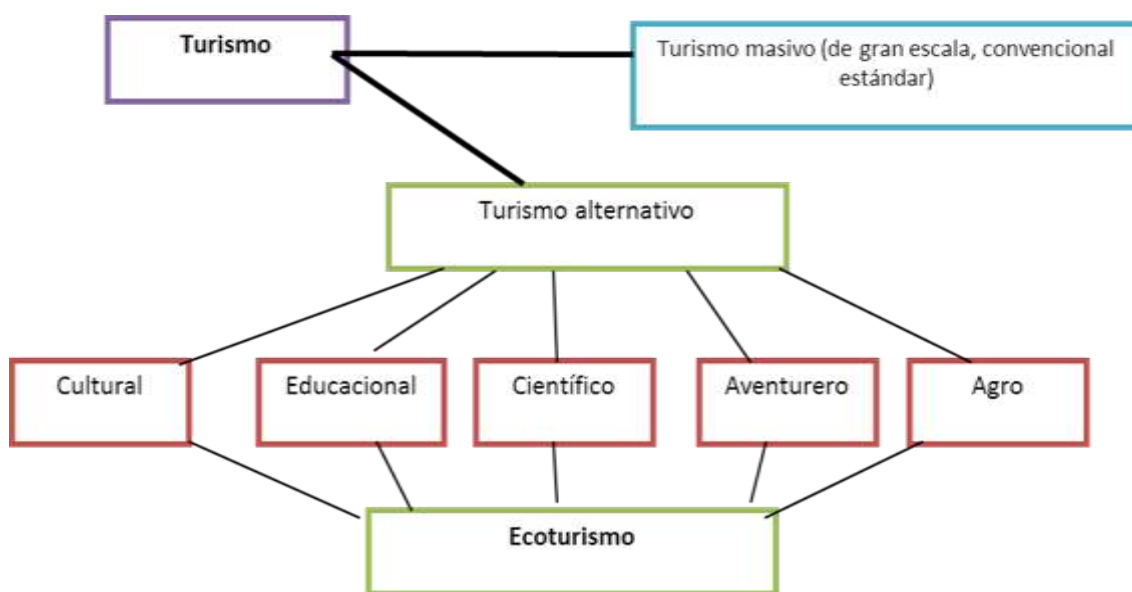 Turismo
Turismo masivo (de gran escala, convencional
estándar)
Turismo alternativo
Cultural
Educacional
Científico
Aventurero
Agro
Ecoturismo